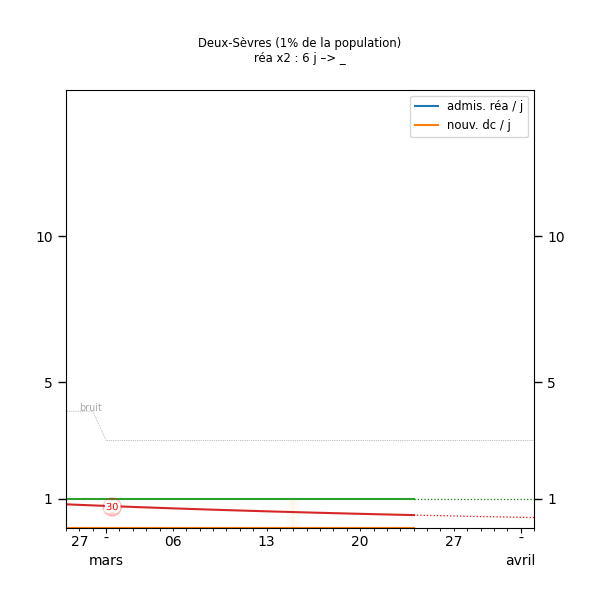 Deux-Sèvres (1% de la population)
réa x2 : 6 j –> _
admis. réa / j
nouv. dc / j
10 10
5 5
bruit
1 1
30
27 - 06 13 20 27 -
mars avril